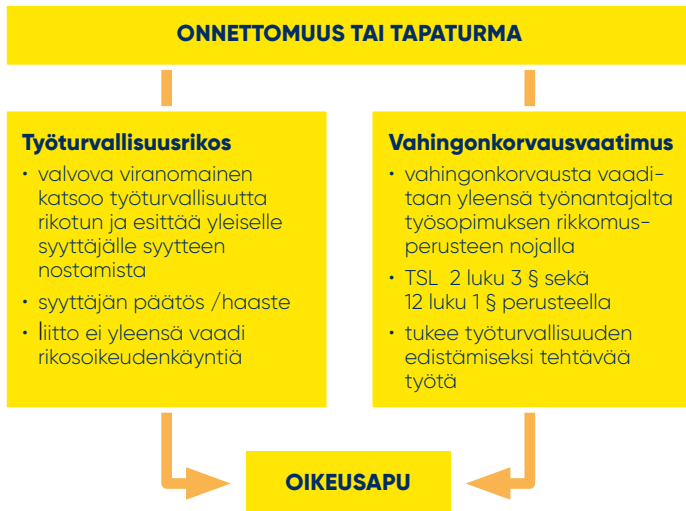 ONNETTOMUUS TAI TAPATURMA
Työturvallisuusrikos
• valvova viranomainen
katsoo työturvallisuutta
rikotun ja esittää yleiselle
syyttäjälle syytteen
nostamista
• syyttäjän päätös /haaste
• liitto ei yleensä vaadi
rikosoikeudenkäyntiä
Vahingonkorvausvaatimus
• vahingonkorvausta vaadi-
taan yleensä työnantajalta
työsopimuksen rikkomus-
perusteen nojalla
• TSL 2 luku 3 § sekä
12 luku 1 § perusteella
• tukee työturvallisuuden
edistämiseksi tehtävää
työtä
OIKEUSAPU